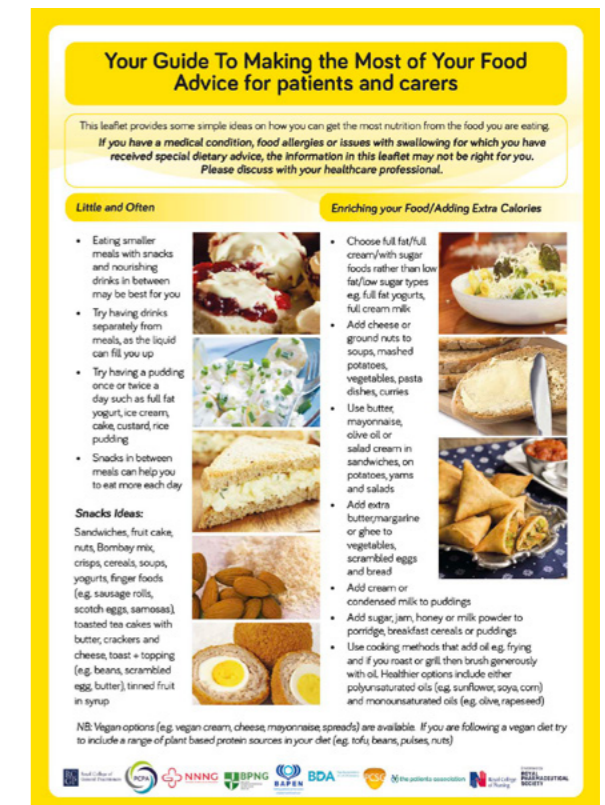 Your Guide To Making the Most of Your Food
Advice for patients and carers
This leaflet provides some simple ideas on how you can get the most nutrition from the food you are eating.
If you have a medical condition, food allergies or issues with swallowing for which you have
received special dietary advice, the information in this leaflet may not be right for you.
Please discuss with your healthcare professional.
Little and Often
• Eating smaller
meals with snacks
and nourishing
drinks in between
may be best for you
• Try having drinks
separately from
meals, as the liquid
can fill you up
• Try having a pudding
once or twice a
day such as full fat
yogurt, ice cream,
cake, custard, rice
pudding
• Snacks in between
meals can help you
to eat more each day
Snacks Ideas:
Sandwiches, fruit cake,
nuts, Bombay mix,
crisps, cereals, soups,
yogurts, finger foods
(e.g. sausage rolls,
scotch eggs, samosas),
toasted tea cakes with
butter, crackers and
cheese, toast + topping
(e.g. beans, scrambled
egg, butter), tinned fruit
in syrup
Enriching your Food/Adding Extra Calories
• Choose full fat/full
cream/with sugar
foods rather than low
fat/low sugar types
e.g. full fat yogurts,
full cream milk
• Add cheese or
ground nuts to
soups, mashed
potatoes,
vegetables, pasta
dishes, curries
• Use butter,
mayonnaise,
olive oil or
salad cream in
sandwiches, on
potatoes, yams
and salads
• Add extra
butter,margarine
or ghee to
vegetables,
scrambled eggs
and bread
• Add cream or
condensed milk to puddings
• Add sugar, jam, honey or milk powder to
porridge, breakfast cereals or puddings
• Use cooking methods that add oil e.g. frying
and if you roast or grill then brush generously
with oil. Healthier options include either
polyunsaturated oils (e.g. sunflower, soya, corn)
and monounsaturated oils (e.g. olive, rapeseed)
NB: Vegan options (e.g. vegan cream, cheese, mayonnaise, spreads) are available. If you are following a vegan diet try
to include a range of plant based protein sources in your diet (e.g. tofu, beans, pulses, nuts)
Royal College of
General Practitioners
PCPA
NNNG
BPNG
BAPEN
BDA
PCSG
the patients association
Royal College
of Nursing
ROYAL
PHARMACEUTICAL
SOCIETY